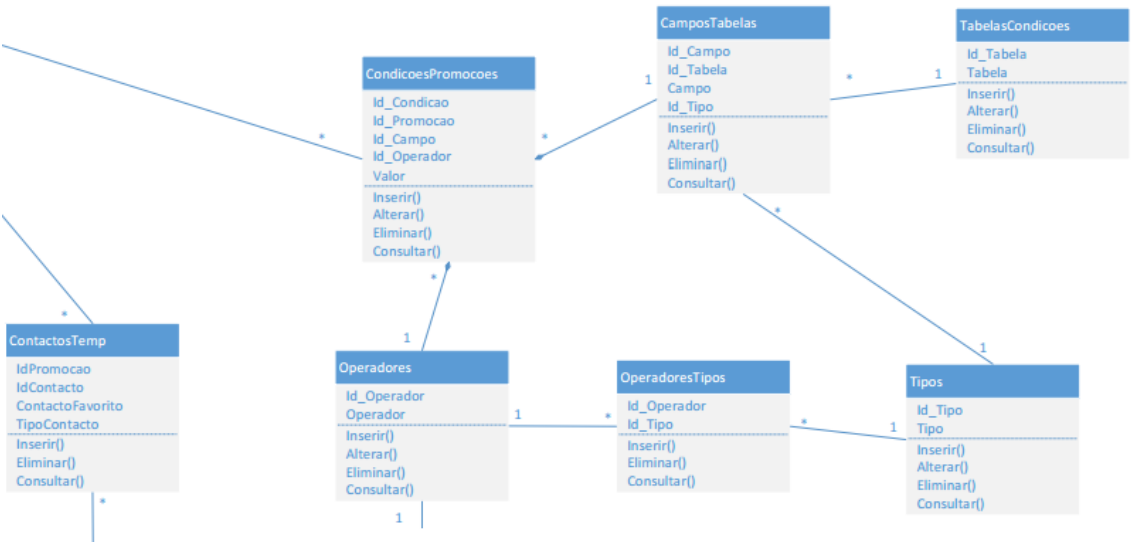 CamposTabelas
Id_Campo
Id_Tabela
Campo
Id_Tipo
Inserir()
Alterar()
Eliminar()
Consultar()
TabelasCondicoes
Id_Tabela
Tabela
Inserir()
Alterar()
Eliminar()
Consultar()
CondicoesPromocoes
Id_Condicao
Id_Promocao
Id_Campo
Id_Operador
Valor
Inserir()
Alterar()
Eliminar()
Consultar()
1
*
1
*
*
*
*
1
*
1
*
ContactosTemp
IdPromocao
IdContacto
ContactoFavorito
TipoContacto
Inserir()
Eliminar()
Consultar()
*
Operadores
Id_Operador
Operador
Inserir()
Alterar()
Eliminar()
Consultar()
1
1
*
OperadoresTipos
Id_Operador
Id_Tipo
Inserir()
Eliminar()
Consultar()
*
1
Tipos
Id_Tipo
Tipo
Inserir()
Alterar()
Eliminar()
Consultar()